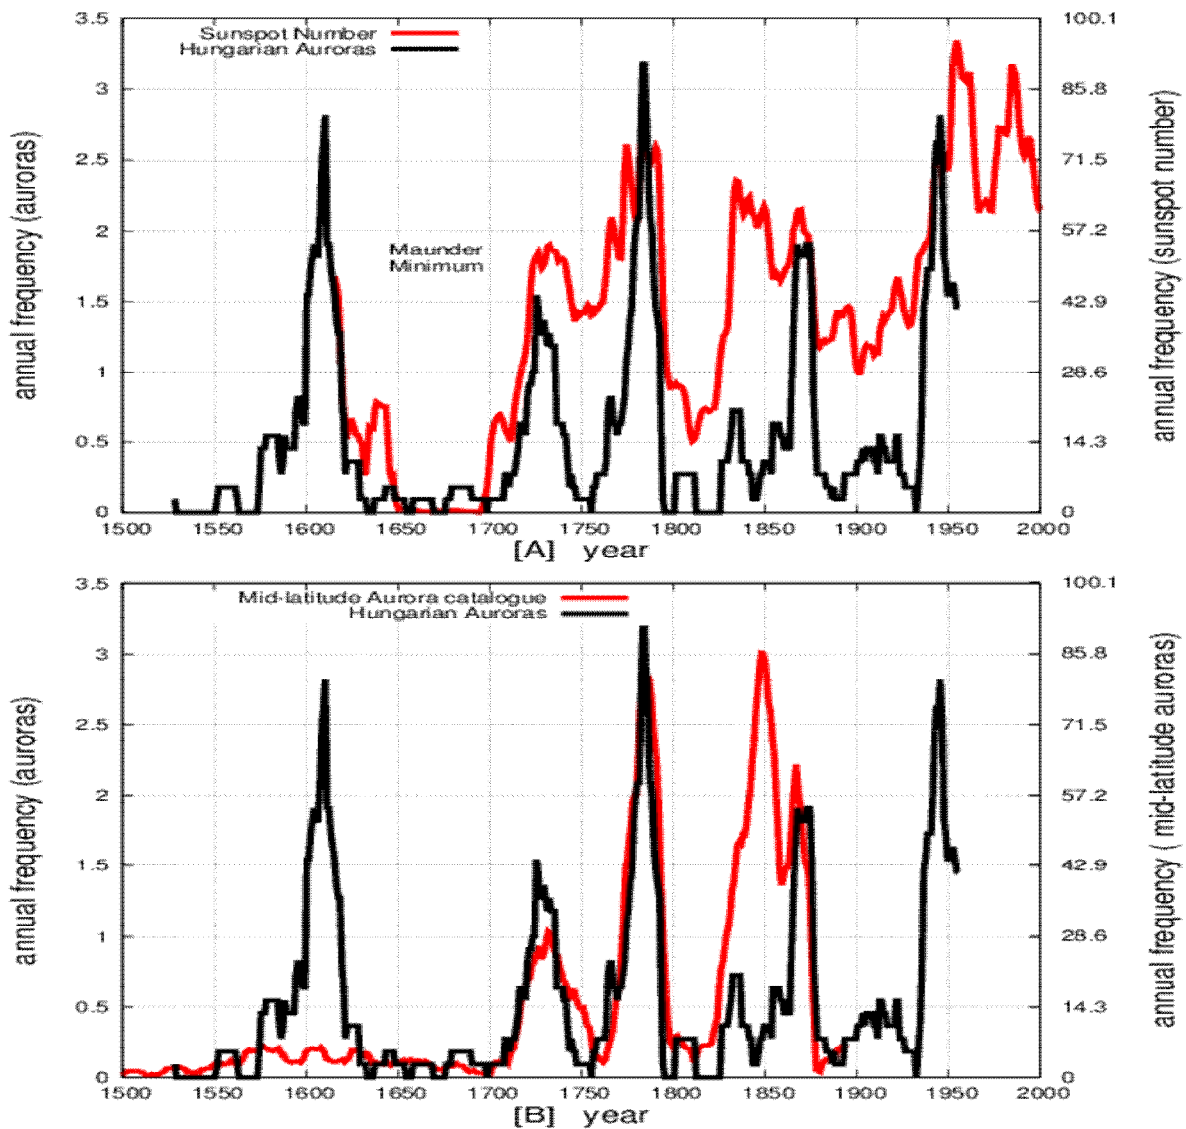 Sunspot Number
Hungarian Auroras
annual frequency (auroras)
3.5
3
2.5
2
1.5
1
0.5
0
Maunder
Minimum
100.1
85.8
71.5
57.2
42.9
28.6
14.3
0
annual frequency (sunspot number)
1500 1550 1600 1650 1700 1750 1800 1850 1900 1950 2000
[A] year
Mid-latitude Aurora catalogue
Hungarian Auroras
annual frequency (auroras)
3.5
3
2.5
2
1.5
1
0.5
0
100.1
85.8
71.5
57.2
42.9
28.6
14.3
0
annual frequency ( mid-latitude auroras)
1500 1550 1600 1650 1700 1750 1800 1850 1900 1950 2000
[B] year